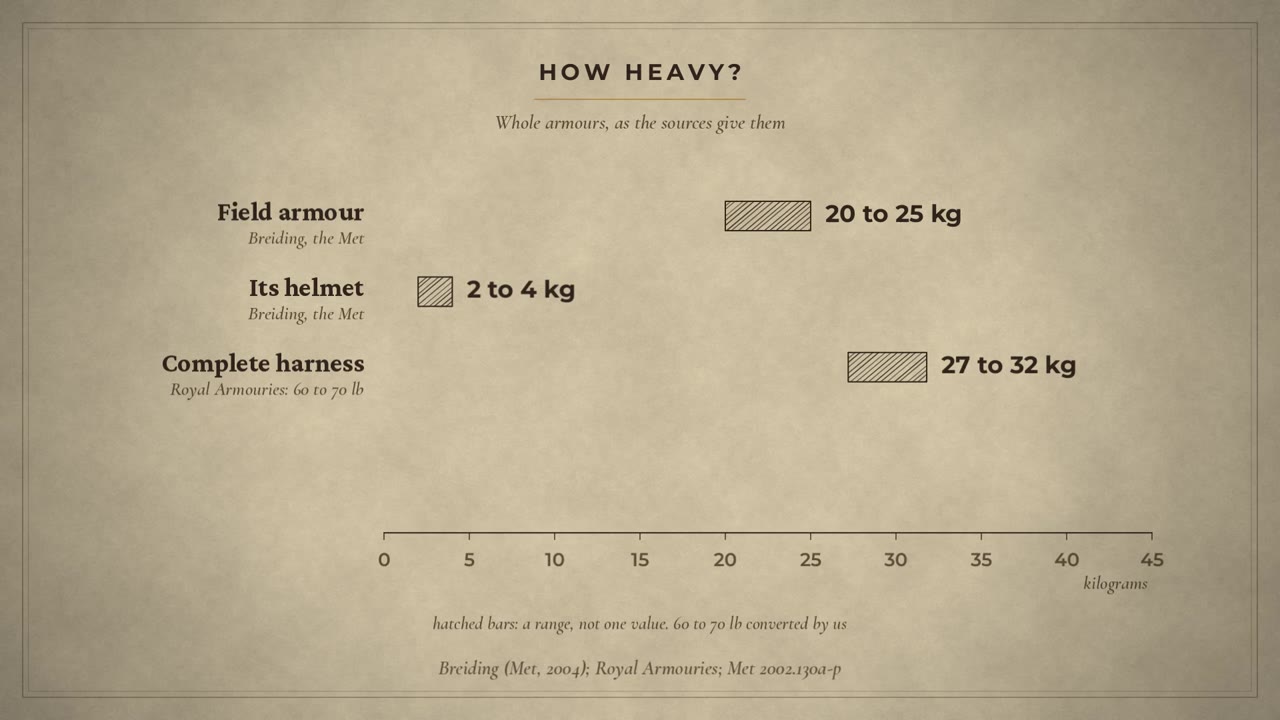 HOW HEAVY?
Whole armours, as the sources give them
Field armour
Breiding, the Met
20 to 25 kg
Its helmet
Breiding, the Met
2 to 4 kg
Complete harness
Royal Armouries: 60 to 70 lb
27 to 32 kg
0 5 10 15 20 25 30 35 40 45
kilograms
hatched bars: a range, not one value. 60 to 70 lb converted by us
Breiding (Met, 2004); Royal Armouries; Met 2002.130a-p